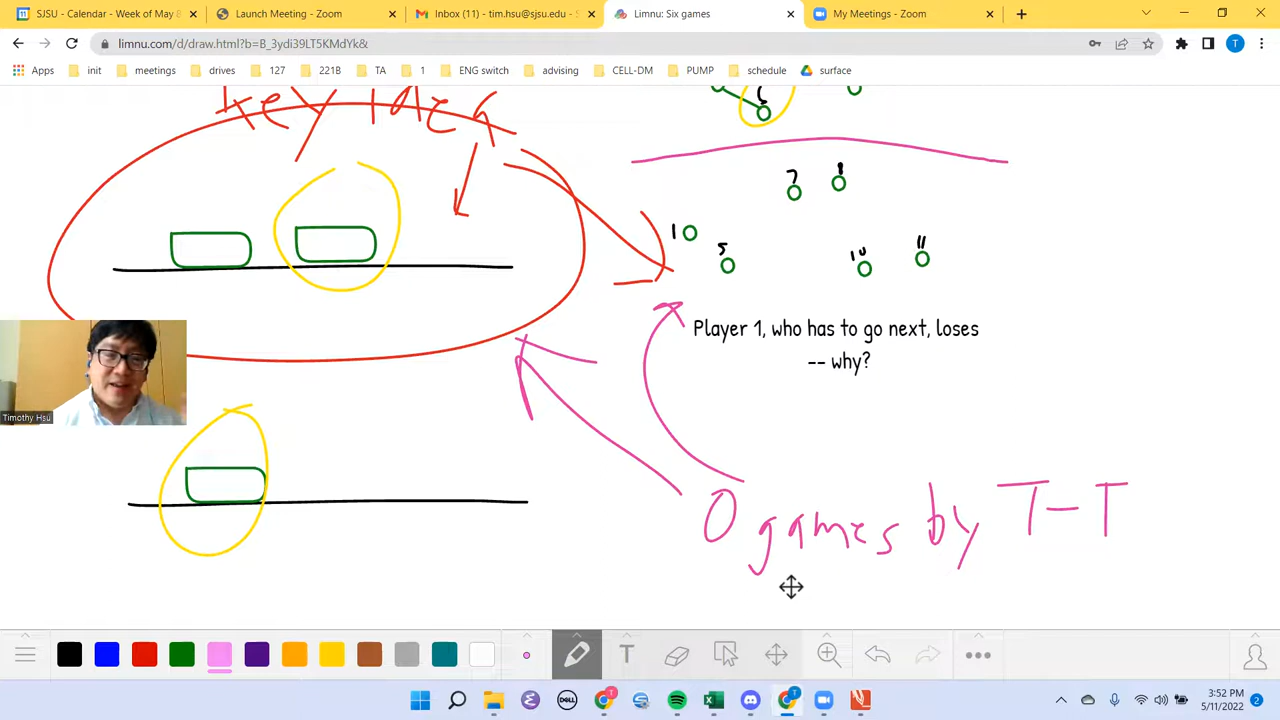 SJSU - Calendar - Week of May 8
Launch Meeting - Zoom
Inbox (11) - tim.hsu@sjsu.edu - S
Limnu: Six games
My Meetings - Zoom
limnu.com/d/draw.html?b=B_3ydi39LT5KMdYk&
T
Apps
init
meetings
drives
127
221B
TA
1
ENG switch
advising
CELL-DM
PUMP
schedule
surface
key idea
6
7 8
1
5
10 11
Player 1, who has to go next, loses
-- why?
Timothy Hsu
0 games by T-T
T
3:52 PM
5/11/2022
2